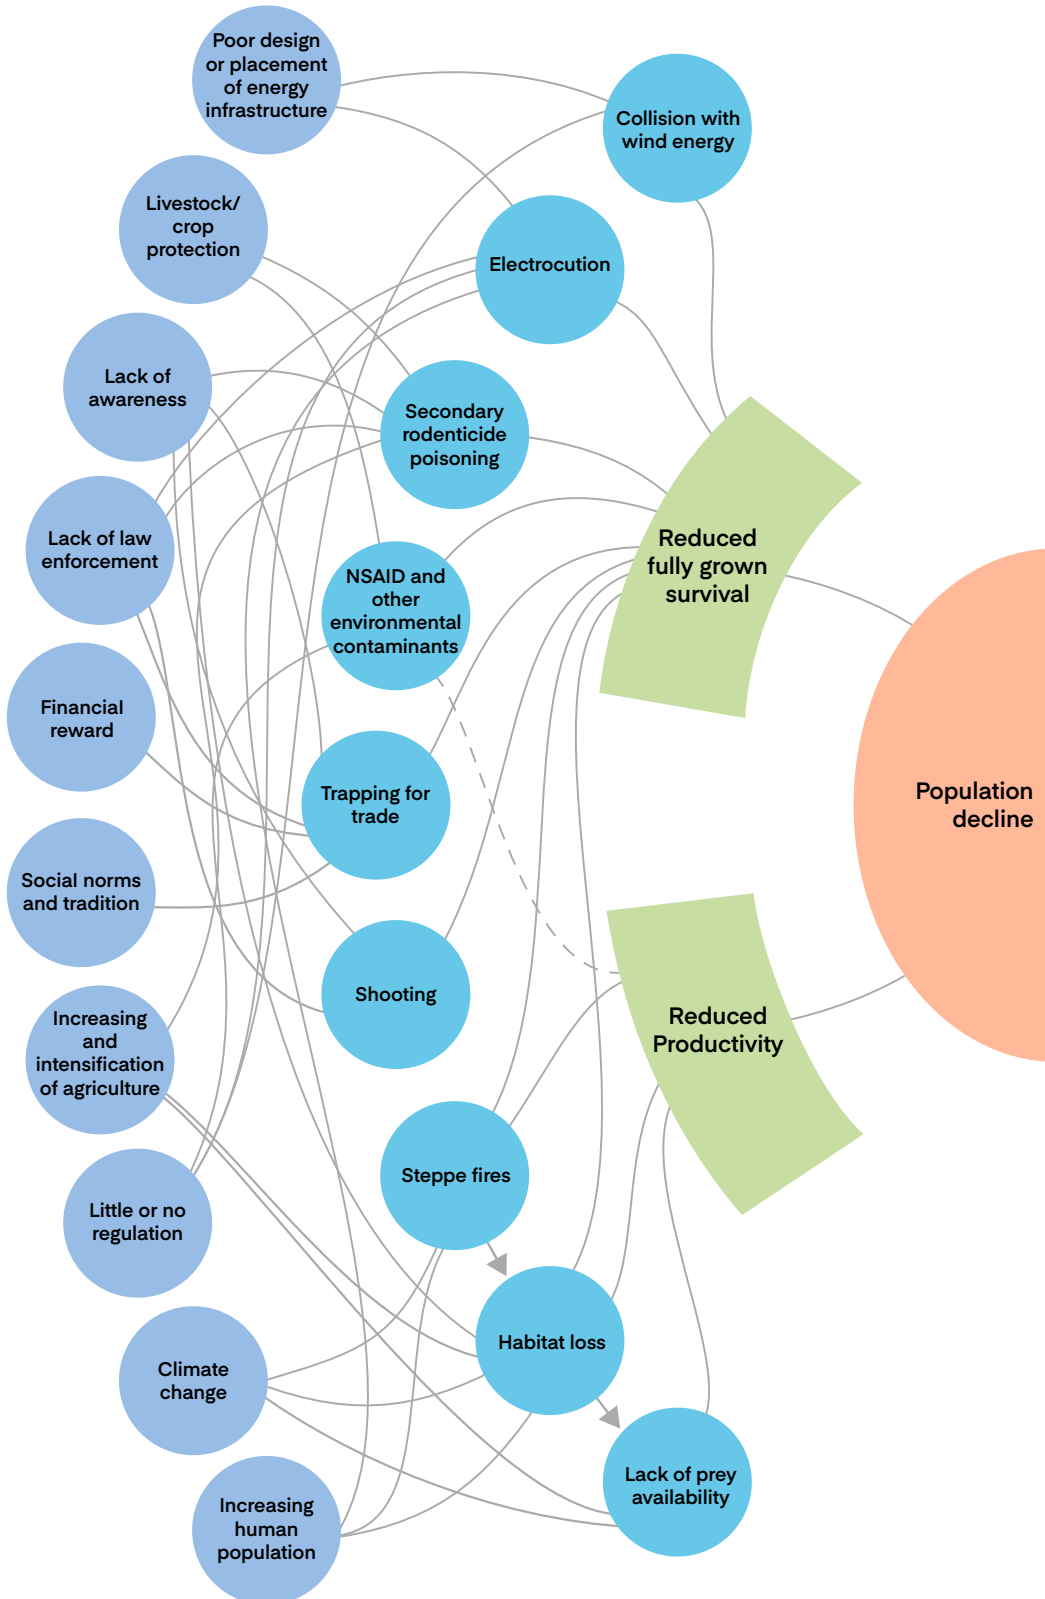 Poor design
or placement
of energy
infrastructure
Livestock/
crop
protection
Lack of
awareness
Lack of law
enforcement
Financial
reward
Social norms
and tradition
Increasing
and
intensification
of agriculture
Little or no
regulation
Climate
change
Increasing
human
population
Collision with
wind energy
Electrocution
Secondary
rodenticide
poisoning
NSAID and
other
environmental
contaminants
Trapping for
trade
Shooting
Steppe fires
Habitat loss
Lack of prey
availability
Reduced
fully grown
survival
Reduced
Productivity
Population
decline